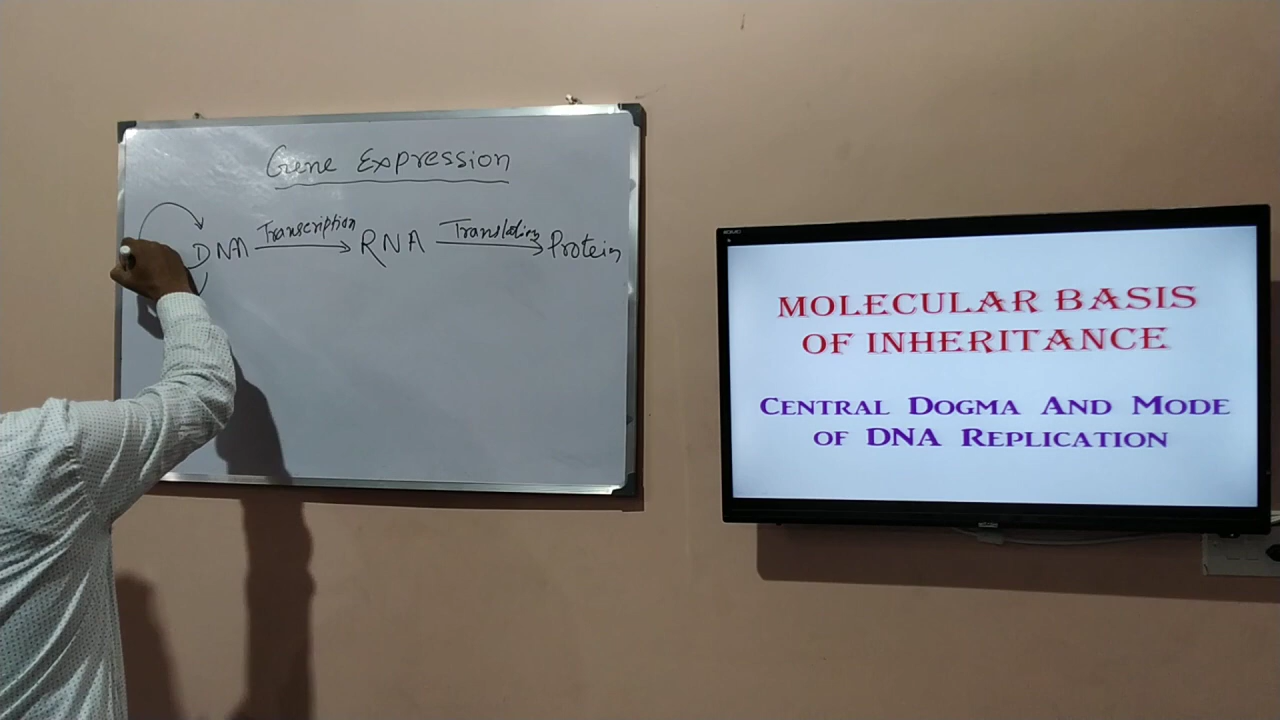 Gene Expression
DNA Transcription RNA Translation Protein
MOLECULAR BASIS
OF INHERITANCE
CENTRAL DOGMA AND MODE
OF DNA REPLICATION